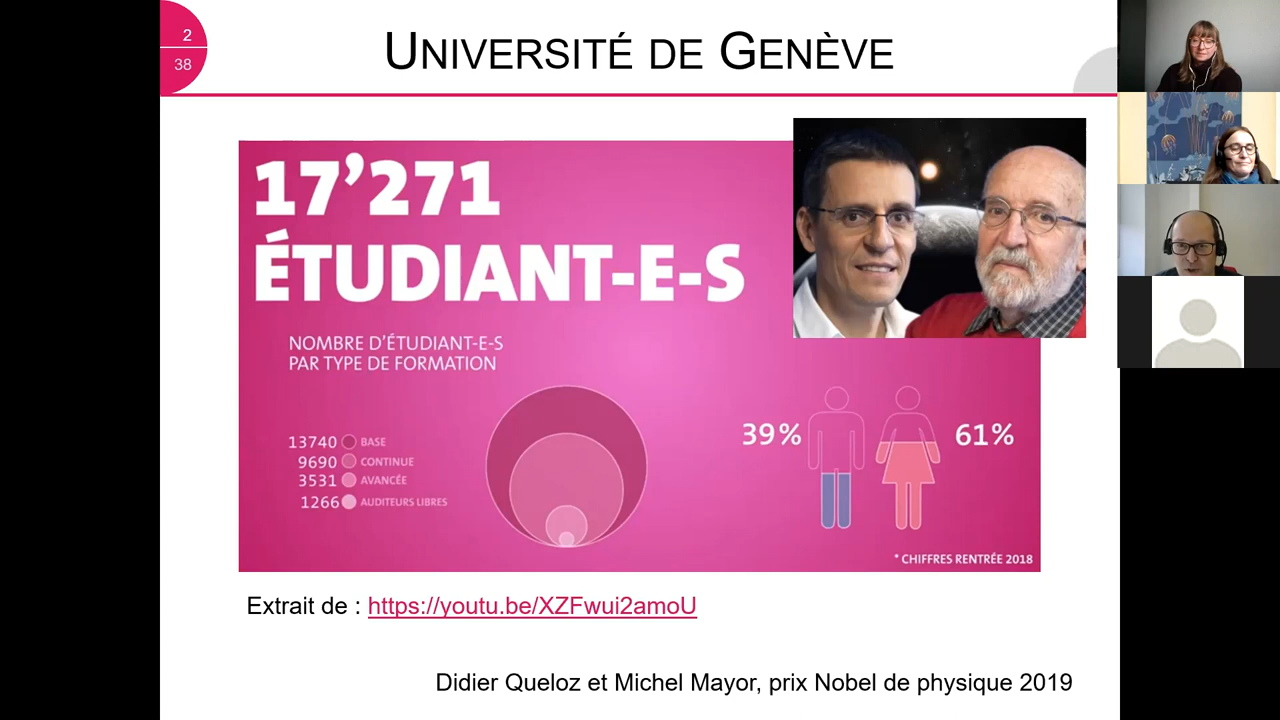 2
38
UNIVERSITÉ DE GENÈVE
17’271
ÉTUDIANT-E-S
NOMBRE D’ÉTUDIANT-E-S
PAR TYPE DE FORMATION
13740 BASE
9690 CONTINUE
3531 AVANCÉE
1266 AUDITEURS LIBRES
39%
61%
* CHIFFRES RENTRÉE 2018
Extrait de : https://youtu.be/XZFwui2amoU
Didier Queloz et Michel Mayor, prix Nobel de physique 2019